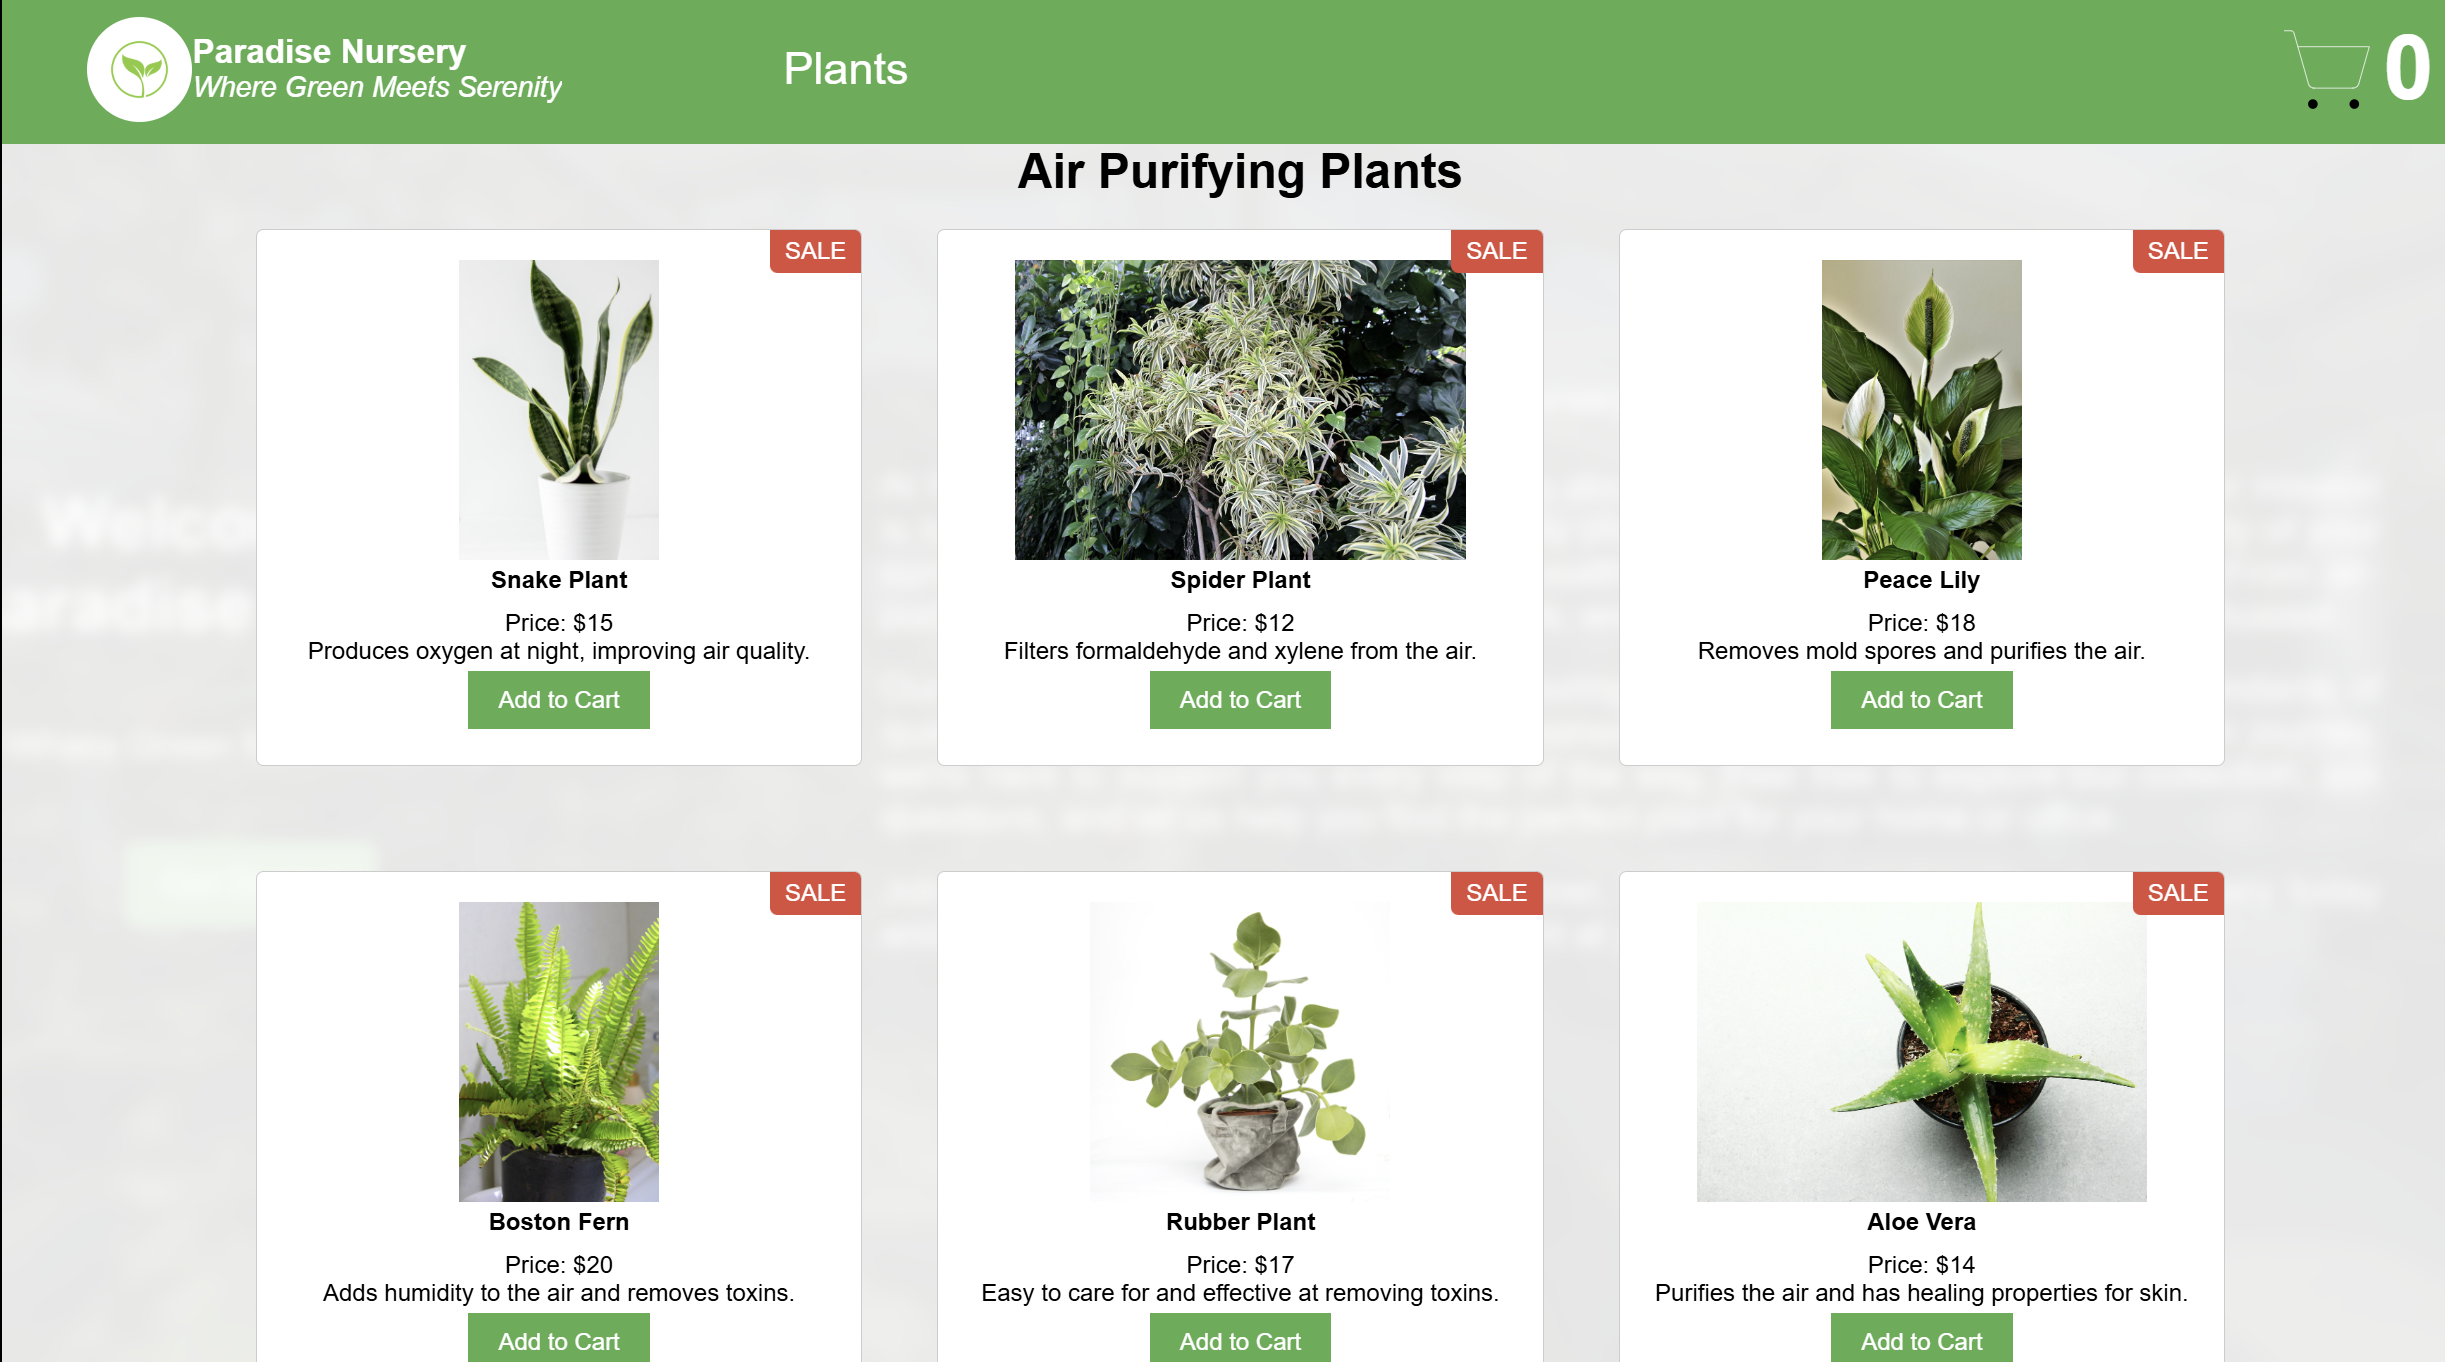 Paradise Nursery
Where Green Meets Serenity
Plants
0
Air Purifying Plants
SALE
Snake Plant
Price: $15
Produces oxygen at night, improving air quality.
Add to Cart
SALE
Spider Plant
Price: $12
Filters formaldehyde and xylene from the air.
Add to Cart
SALE
Peace Lily
Price: $18
Removes mold spores and purifies the air.
Add to Cart
SALE
Boston Fern
Price: $20
Adds humidity to the air and removes toxins.
Add to Cart
SALE
Rubber Plant
Price: $17
Easy to care for and effective at removing toxins.
Add to Cart
SALE
Aloe Vera
Price: $14
Purifies the air and has healing properties for skin.
Add to Cart